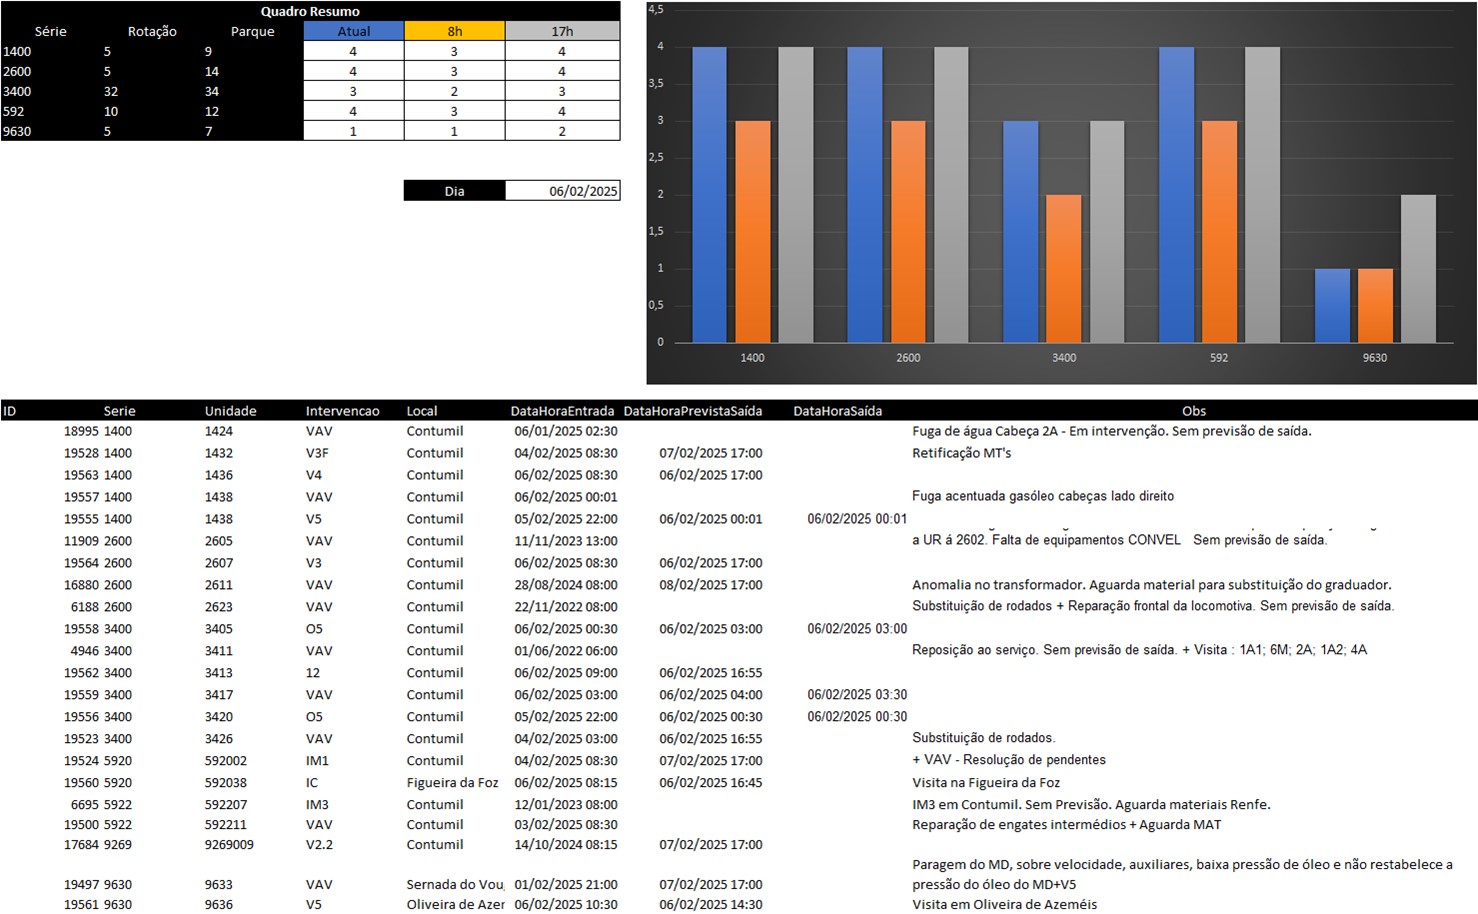 Quadro Resumo
Série Rotação Parque Atual 8h 17h
1400 5 9 4 3 4
2600 5 14 4 3 4
3400 32 34 3 2 3
592 10 12 4 3 4
9630 5 7 1 1 2
Dia 06/02/2025
4,5
4
3,5
3
2,5
2
1,5
1
0,5
0
1400 2600 3400 592 9630
ID Serie Unidade Intervencao Local DataHoraEntrada DataHoraPrevistaSaída DataHoraSaída Obs
18995 1400 1424 VAV Contumil 06/01/2025 02:30 Fuga de água Cabeça 2A - Em intervenção. Sem previsão de saída.
19528 1400 1432 V3F Contumil 04/02/2025 08:30 07/02/2025 17:00 Retificação MT's
19563 1400 1436 V4 Contumil 06/02/2025 08:30 06/02/2025 17:00
19557 1400 1438 VAV Contumil 06/02/2025 00:01 Fuga acentuada gasóleo cabeças lado direito
19555 1400 1438 V5 Contumil 05/02/2025 22:00 06/02/2025 00:01 06/02/2025 00:01
11909 2600 2605 VAV Contumil 11/11/2023 13:00 a UR á 2602. Falta de equipamentos CONVEL Sem previsão de saída.
19564 2600 2607 V3 Contumil 06/02/2025 08:30 06/02/2025 17:00
16880 2600 2611 VAV Contumil 28/08/2024 08:00 08/02/2025 17:00 Anomalia no transformador. Aguarda material para substituição do graduador.
6188 2600 2623 VAV Contumil 22/11/2022 08:00 Substituição de rodados + Reparação frontal da locomotiva. Sem previsão de saída.
19558 3400 3405 O5 Contumil 06/02/2025 00:30 06/02/2025 03:00 06/02/2025 03:00
4946 3400 3411 VAV Contumil 01/06/2022 06:00 Reposição ao serviço. Sem previsão de saída. + Visita : 1A1; 6M; 2A; 1A2; 4A
19562 3400 3413 12 Contumil 06/02/2025 09:00 06/02/2025 16:55
19559 3400 3417 VAV Contumil 06/02/2025 03:00 06/02/2025 04:00 06/02/2025 03:30
19556 3400 3420 O5 Contumil 05/02/2025 22:00 06/02/2025 00:30 06/02/2025 00:30
19523 3400 3426 VAV Contumil 04/02/2025 03:00 06/02/2025 16:55 Substituição de rodados.
19524 5920 592002 IM1 Contumil 04/02/2025 08:30 07/02/2025 17:00 + VAV - Resolução de pendentes
19560 5920 592038 IC Figueira da Foz 06/02/2025 08:15 06/02/2025 16:45 Visita na Figueira da Foz
6695 5922 592207 IM3 Contumil 12/01/2023 08:00 IM3 em Contumil. Sem Previsão. Aguarda materiais Renfe.
19500 5922 592211 VAV Contumil 03/02/2025 08:30 Reparação de engates intermédios + Aguarda MAT
17684 9269 9269009 V2.2 Contumil 14/10/2024 08:15 07/02/2025 17:00
Paragem do MD, sobre velocidade, auxiliares, baixa pressão de óleo e não restabelece a
19497 9630 9633 VAV Sernada do Vou 01/02/2025 21:00 07/02/2025 17:00 pressão do óleo do MD+V5
19561 9630 9636 V5 Oliveira de Azer 06/02/2025 10:30 06/02/2025 14:30 Visita em Oliveira de Azeméis